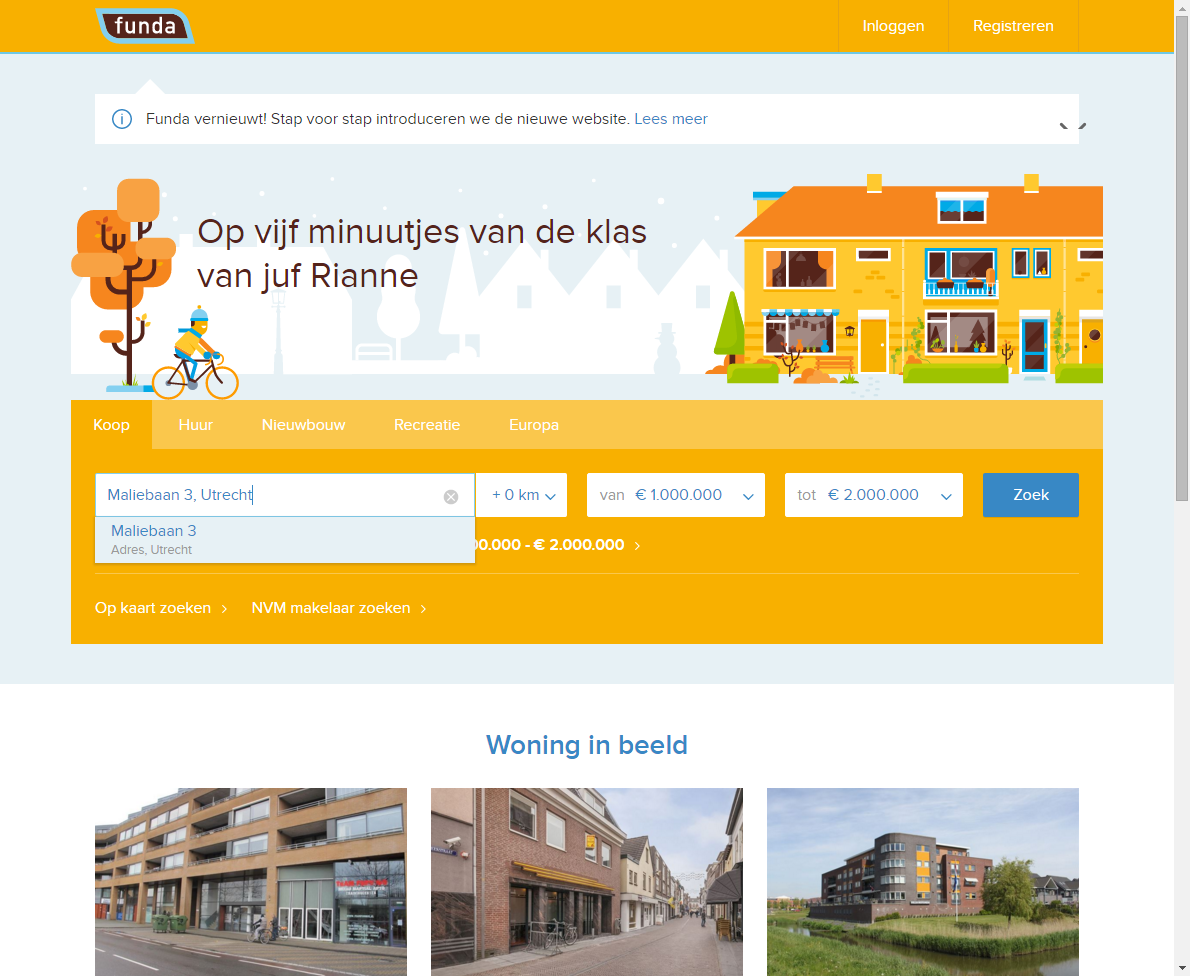 funda
Inloggen
Registreren
Funda vernieuwt! Stap voor stap introduceren we de nieuwe website. Lees meer
Op vijf minuutjes van de klas
van juf Rianne
Koop
Huur
Nieuwbouw
Recreatie
Europa
Maliebaan 3, Utrecht
+ 0 km
van € 1.000.000
tot € 2.000.000
Zoek
Maliebaan 3
Adres, Utrecht
00.000 - € 2.000.000
Op kaart zoeken
NVM makelaar zoeken
Woning in beeld